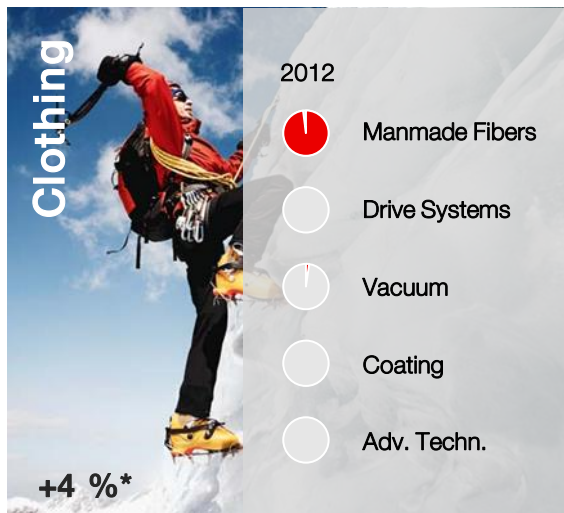 Clothing
2012
Manmade Fibers
Drive Systems
Vacuum
Coating
Adv. Techn.
+4 %*